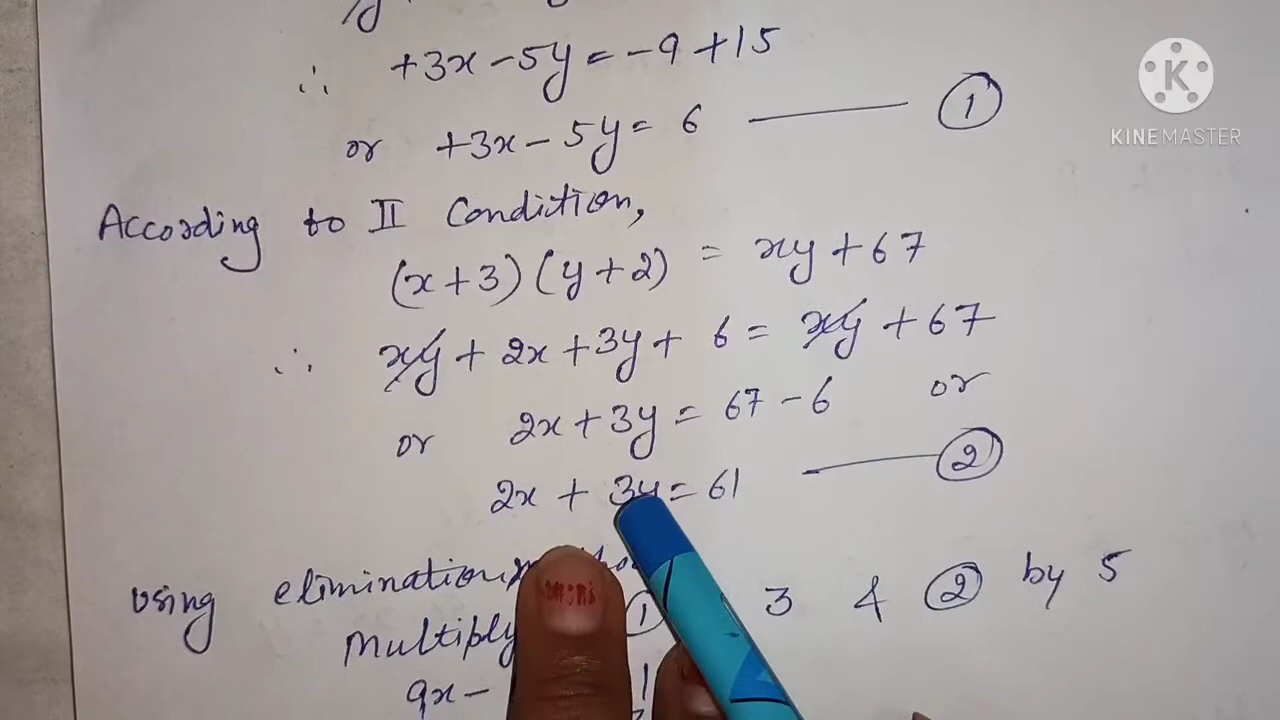 ∴ +3x - 5y = -9 + 15
or +3x - 5y = 6 ——— ①
According to II Condition,
(x + 3) (y + 2) = xy + 67
∴ xy + 2x + 3y + 6 = xy + 67
or 2x + 3y = 67 - 6 or
2x + 3y = 61 ——— ②
Using elimination
Multiply ① 3 & ② by 5
9x -
KINEMASTER